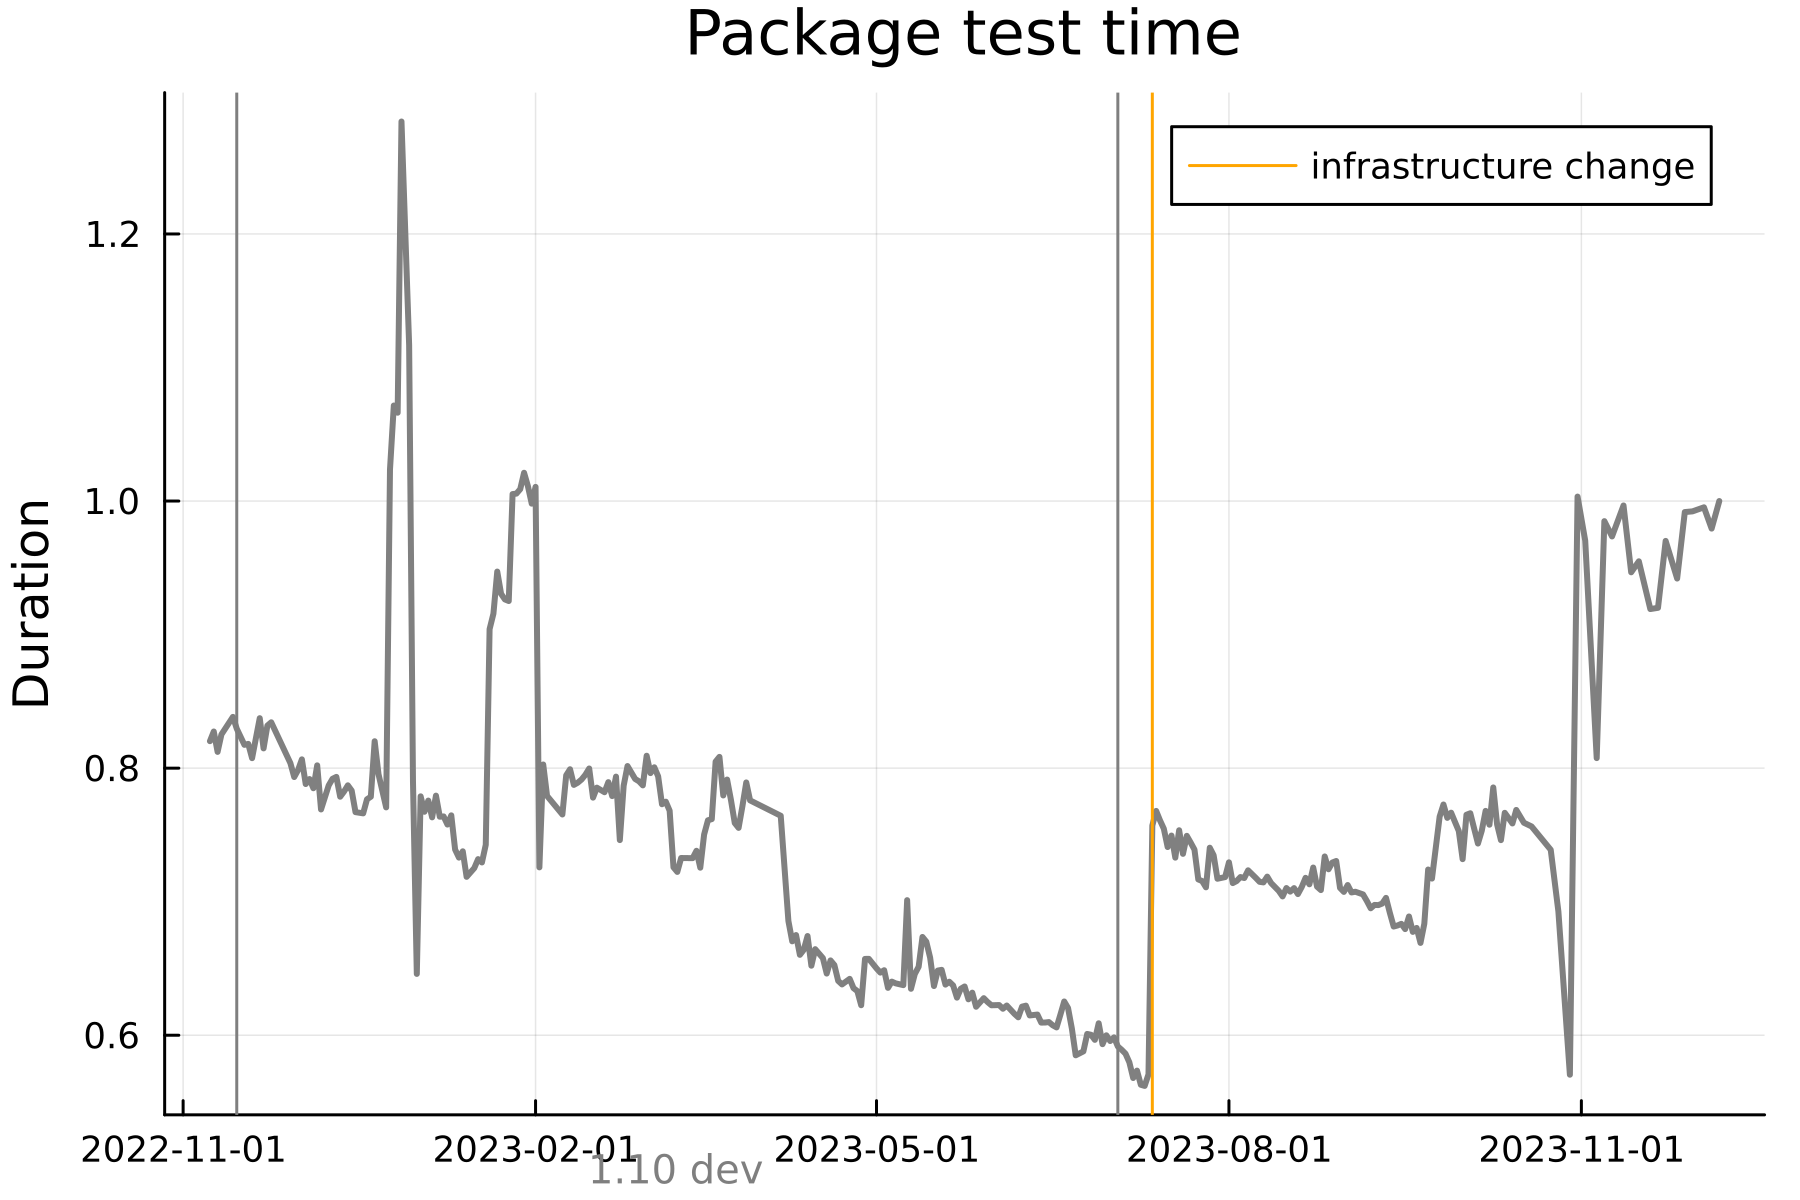 Package test time
infrastructure change
Duration
1.2
1.0
0.8
0.6
2022-11-01 2023-02-01 2023-05-01 2023-08-01 2023-11-01
1.10 dev